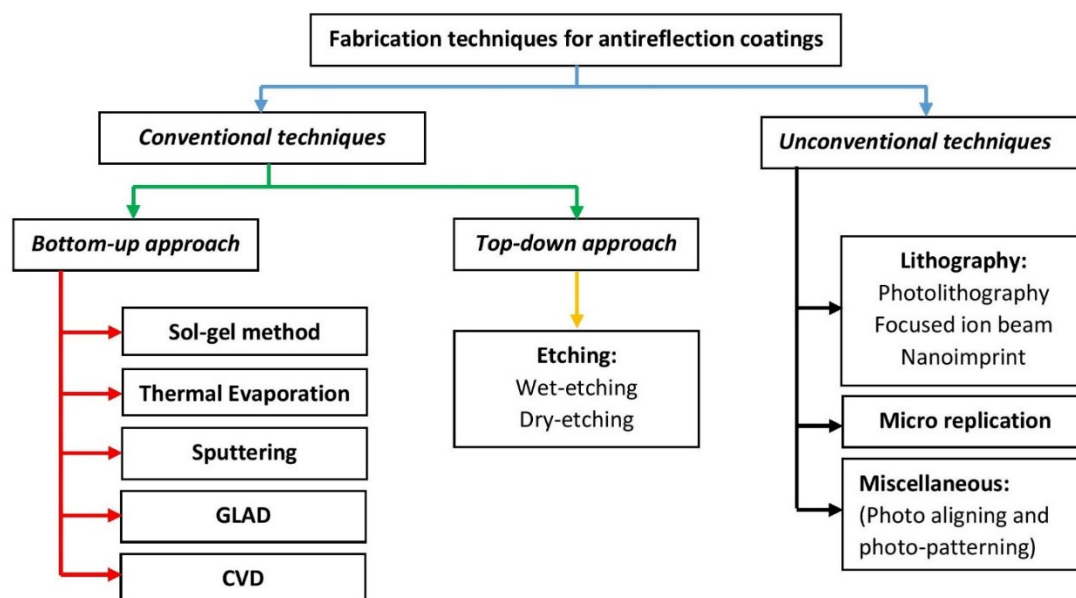 Fabrication techniques for antireflection coatings
Conventional techniques
Unconventional techniques
Bottom-up approach
Top-down approach
Sol-gel method
Thermal Evaporation
Sputtering
GLAD
CVD
Etching:
Wet-etching
Dry-etching
Lithography:
Photolithography
Focused ion beam
Nanoimprint
Micro replication
Miscellaneous:
(Photo aligning and
photo-patterning)